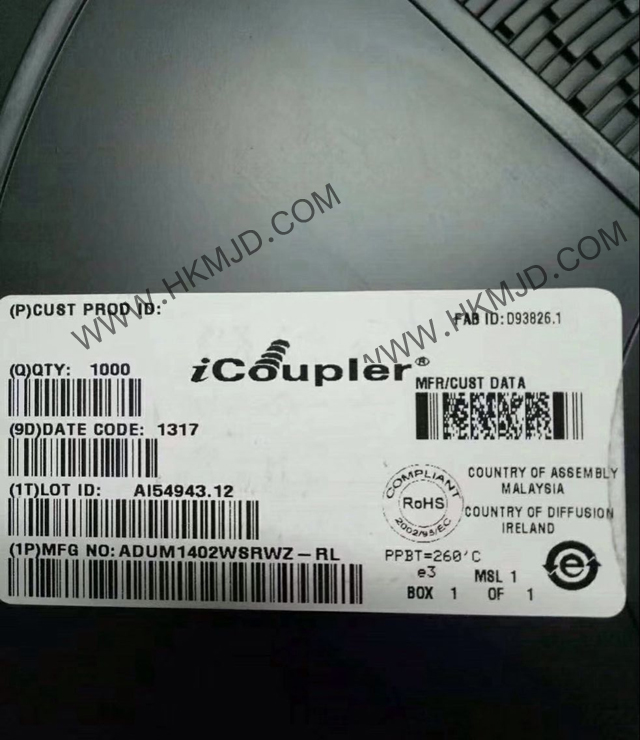 WWW.HKMJD.COM
WWW.HKMJD.COM
(P)CUST PROD ID:
FAB ID:D93826.1
(Q)QTY: 1000
iCoupler®
MFR/CUST DATA
(9D)DATE CODE: 1317
(1T)LOT ID: AI54943.12
COMPLIANT
RoHS
2002/95/EC
COUNTRY OF ASSEMBLY
MALAYSIA
COUNTRY OF DIFFUSION
IRELAND
(1P)MFG NO:ADUM1402WSRWZ-RL
PPBT=260'C
e3
MSL 1
BOX 1 OF 1
e